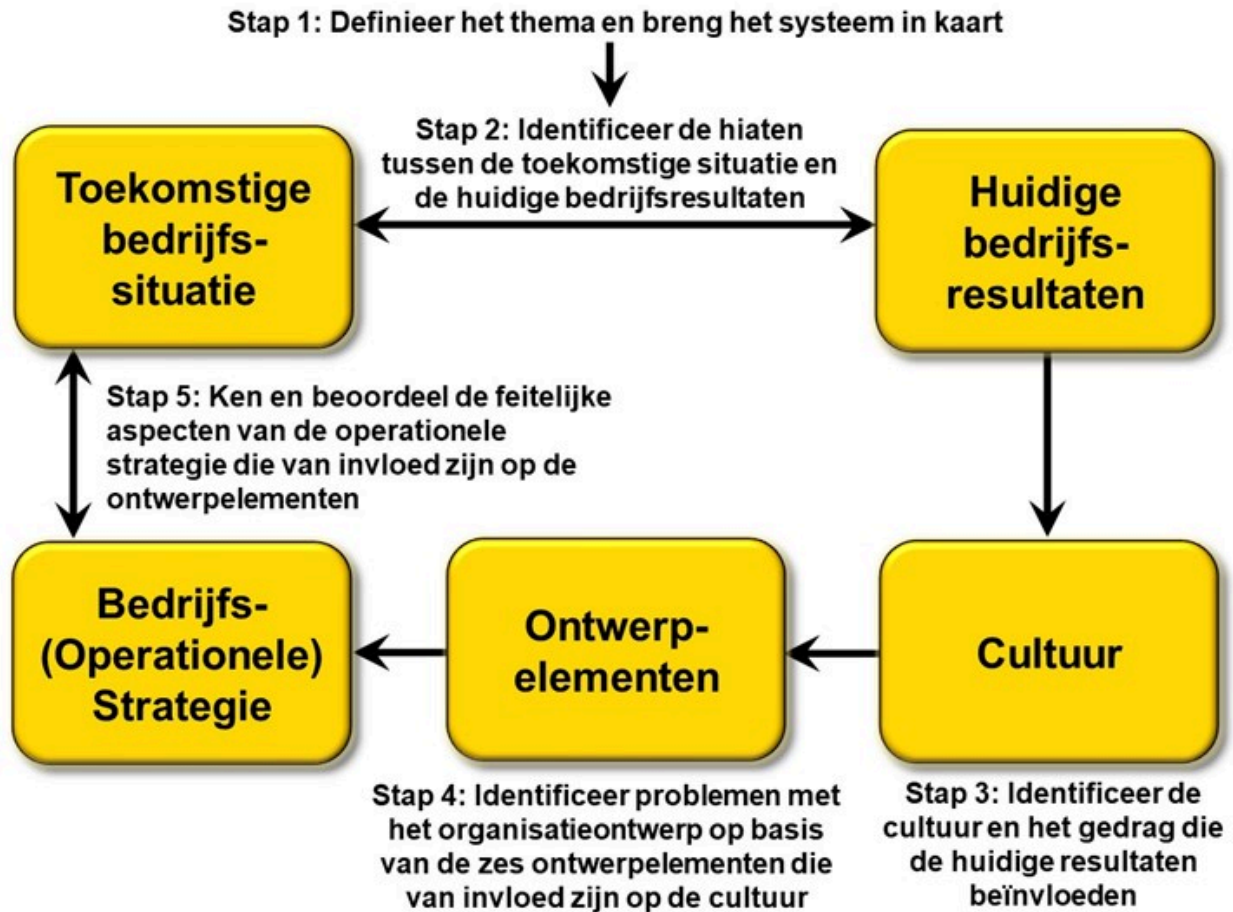 Stap 1: Definieer het thema en breng het systeem in kaart
Stap 2: Identificeer de hiaten
tussen de toekomstige situatie en
de huidige bedrijfsresultaten
Toekomstige
bedrijfs-
situatie
Huidige
bedrijfs-
resultaten
Stap 5: Ken en beoordeel de feitelijke
aspecten van de operationele
strategie die van invloed zijn op de
ontwerpelementen
Bedrijfs-
(Operationele)
Strategie
Ontwerp-
elementen
Cultuur
Stap 4: Identificeer problemen met
het organisatieontwerp op basis
van de zes ontwerpelementen die
van invloed zijn op de cultuur
Stap 3: Identificeer de
cultuur en het gedrag die
de huidige resultaten
beïnvloeden